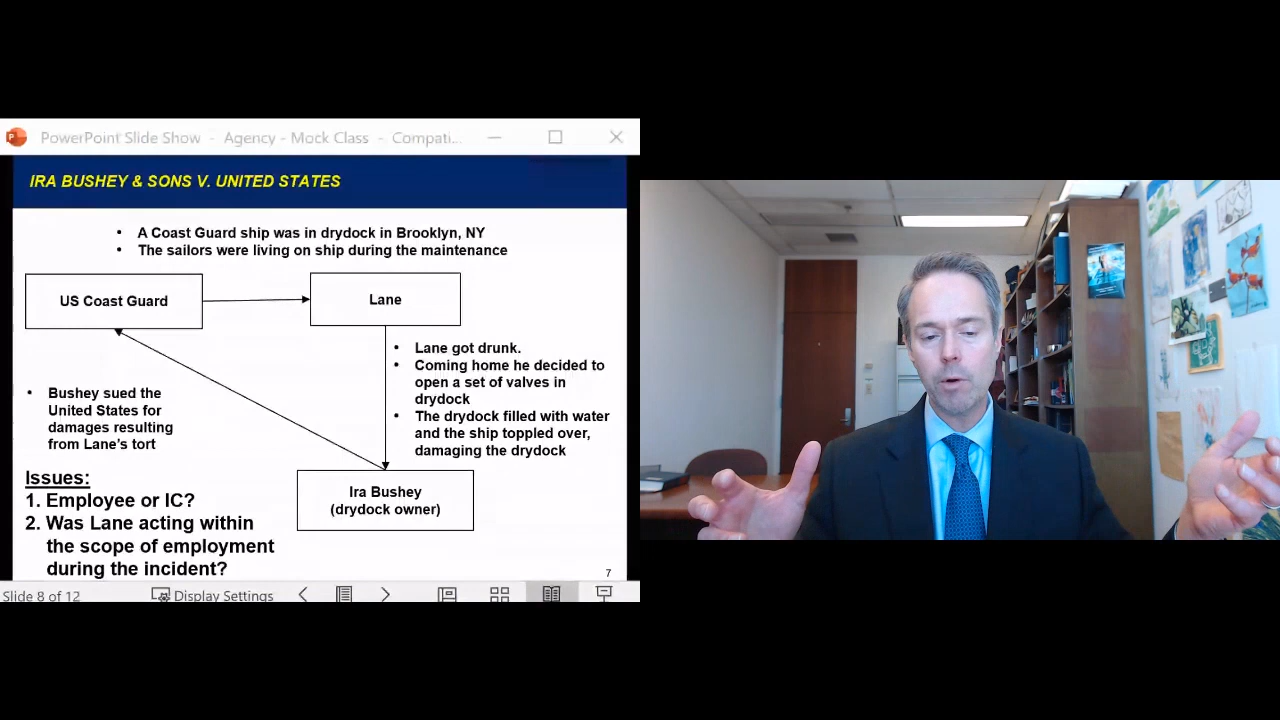 PowerPoint Slide Show - Agency - Mock Class - Compati...
IRA BUSHEY & SONS V. UNITED STATES
• A Coast Guard ship was in drydock in Brooklyn, NY
• The sailors were living on ship during the maintenance
US Coast Guard
Lane
• Lane got drunk.
• Coming home he decided to
open a set of valves in
drydock
• The drydock filled with water
and the ship toppled over,
damaging the drydock
• Bushey sued the
United States for
damages resulting
from Lane's tort
Issues:
1. Employee or IC?
2. Was Lane acting within
the scope of employment
during the incident?
Ira Bushey
(drydock owner)
7
Slide 8 of 12
Display Settings